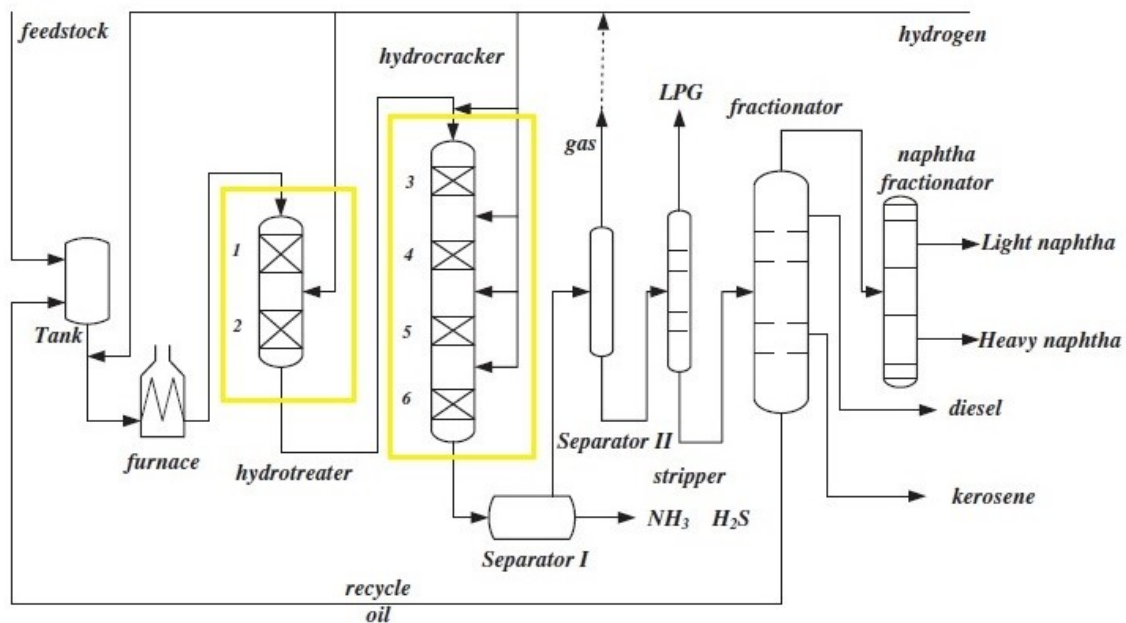 feedstock
hydrogen
hydrocracker
LPG
fractionator
gas
naphtha
fractionator
3
1
4
Light naphtha
2
5
Tank
Heavy naphtha
6
diesel
Separator II
furnace
hydrotreater
stripper
kerosene
NH₃ H₂S
Separator I
recycle
oil